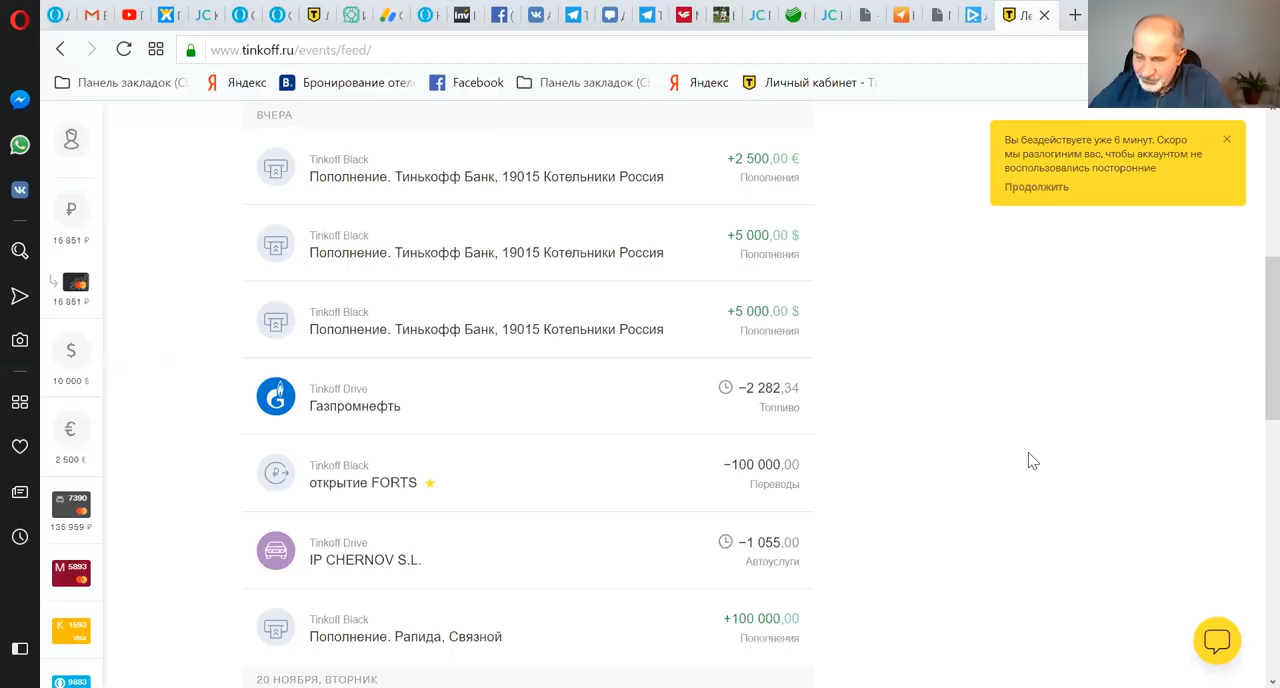 www.tinkoff.ru/events/feed/
Яндекс
Бронирование отел
Facebook
Панель закладок (С
Яндекс
Личный кабинет - Т
ВЧЕРА
Tinkoff Black
Пополнение. Тинькофф Банк, 19015 Котельники Россия
+2 500,00 €
Пополнения
Tinkoff Black
Пополнение. Тинькофф Банк, 19015 Котельники Россия
+5 000,00 $
Пополнения
Tinkoff Black
Пополнение. Тинькофф Банк, 19015 Котельники Россия
+5 000,00 $
Пополнения
Tinkoff Drive
Газпромнефть
−2 282,34
Топливо
Tinkoff Black
открытие FORTS
−100 000,00
Переводы
Tinkoff Drive
IP CHERNOV S.L.
−1 055,00
Автоуслуги
Tinkoff Black
Пополнение. Рапида, Связной
+100 000,00
Пополнения
20 НОЯБРЯ, ВТОРНИК
16 851 ₽
16 851 ₽
10 000 $
2 500 €
7390
135 959 ₽
M 5893
K 1593
VISA
9883
Вы бездействуете уже 6 минут. Скоро
мы разлогиним вас, чтобы аккаунтом не
воспользовались посторонние
Продолжить